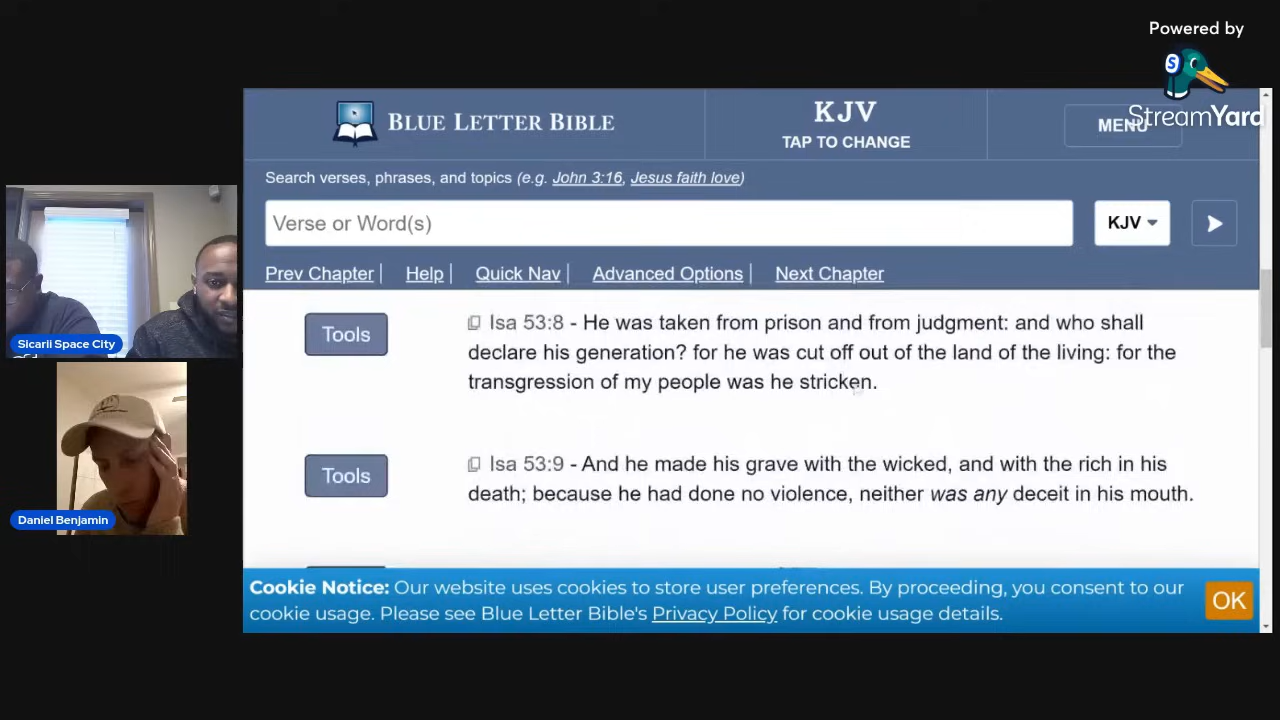 Powered by
S
StreamYard
BLUE LETTER BIBLE
KJV
TAP TO CHANGE
MENU
Search verses, phrases, and topics (e.g. John 3:16, Jesus faith love)
Verse or Word(s)
KJV
Prev Chapter | Help | Quick Nav | Advanced Options | Next Chapter
Tools
Isa 53:8 - He was taken from prison and from judgment: and who shall
declare his generation? for he was cut off out of the land of the living: for the
transgression of my people was he stricken.
Tools
Isa 53:9 - And he made his grave with the wicked, and with the rich in his
death; because he had done no violence, neither was any deceit in his mouth.
Cookie Notice: Our website uses cookies to store user preferences. By proceeding, you consent to our
cookie usage. Please see Blue Letter Bible's Privacy Policy for cookie usage details.
OK
Sicarii Space City
Daniel Benjamin